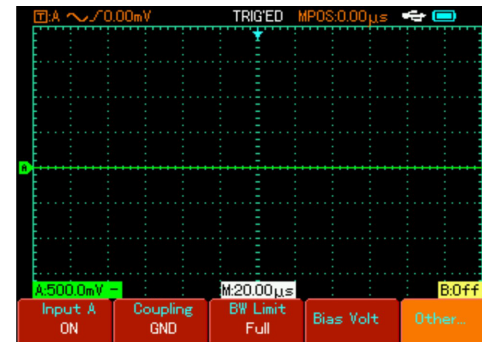 T:A 0.00mV TRIG'ED MPOS:0.00μs
A
A:500.0mV M:20.00μs B:Off
Input A Coupling BW Limit Bias Volt Other...
ON GND Full